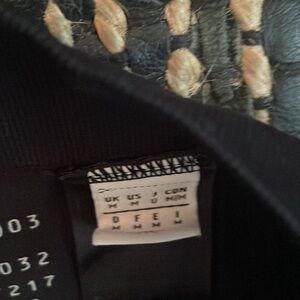 UK US J CDN
M M O M/M
D F E I
M M M M
003
032
217